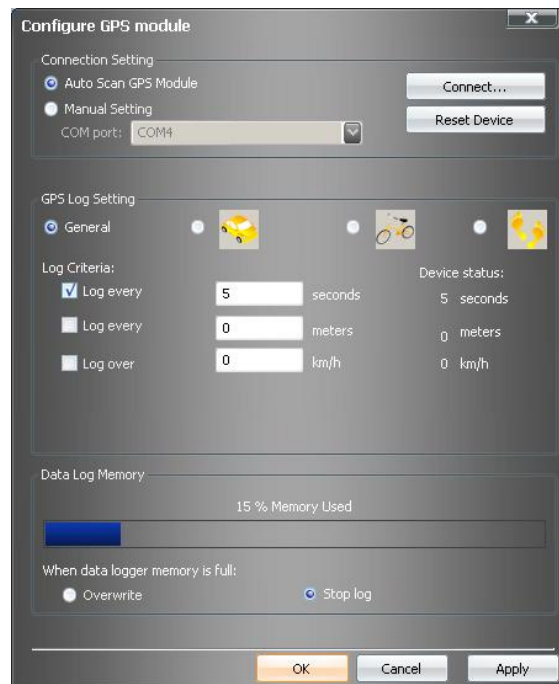 Configure GPS module
Connection Setting
Auto Scan GPS Module
Connect...
Manual Setting
Reset Device
COM port: COM4
GPS Log Setting
General
Log Criteria:
Device status:
Log every 5 seconds 5 seconds
Log every 0 meters 0 meters
Log over 0 km/h 0 km/h
Data Log Memory
15 % Memory Used
When data logger memory is full:
Overwrite Stop log
OK Cancel Apply